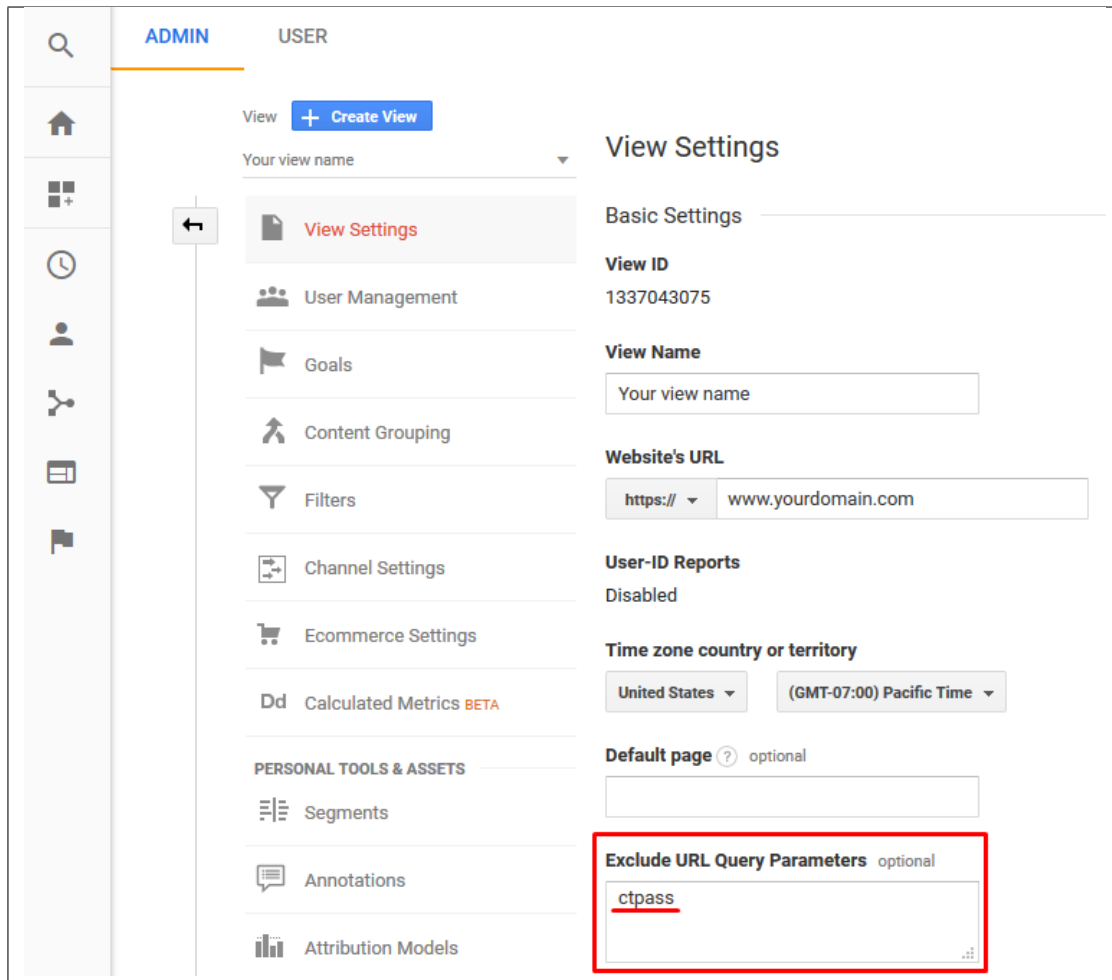 ADMIN
USER
View
Create View
Your view name
View Settings
User Management
Goals
Content Grouping
Filters
Channel Settings
Ecommerce Settings
Dd Calculated Metrics BETA
PERSONAL TOOLS & ASSETS
Segments
Annotations
Attribution Models
View Settings
Basic Settings
View ID
1337043075
View Name
Your view name
Website's URL
https://
www.yourdomain.com
User-ID Reports
Disabled
Time zone country or territory
United States
(GMT-07:00) Pacific Time
Default page ? optional
Exclude URL Query Parameters optional
ctpass